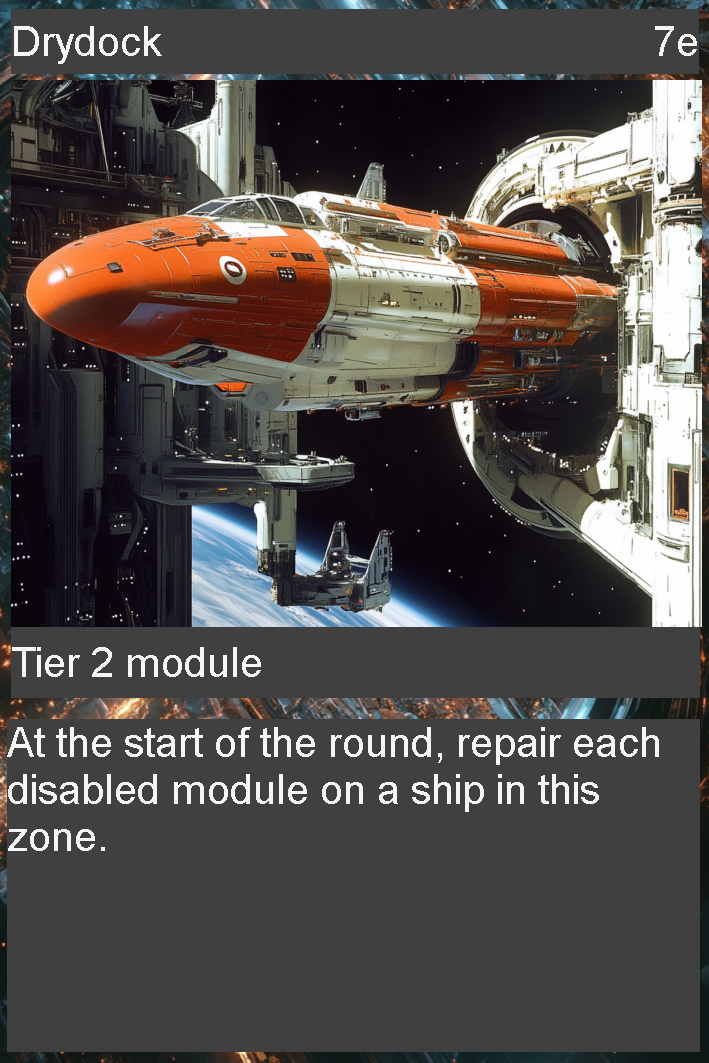 Drydock 7e
Tier 2 module
At the start of the round, repair each
disabled module on a ship in this
zone.